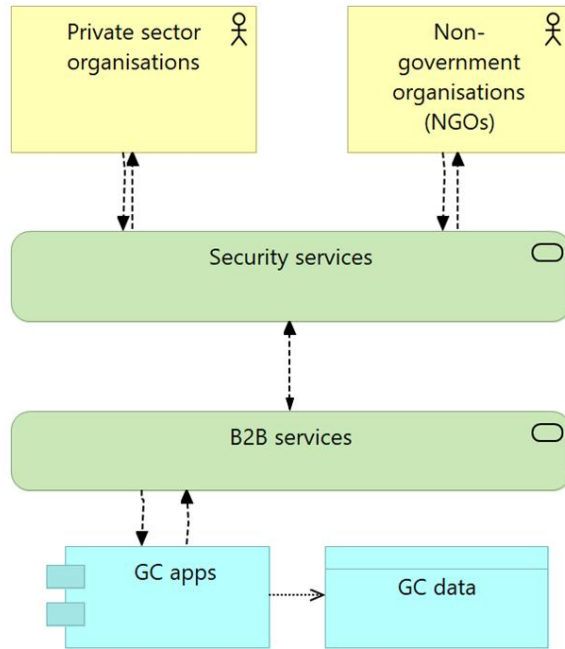 Private sector
organisations
Non-
government
organisations
(NGOs)
Security services
B2B services
GC apps
GC data